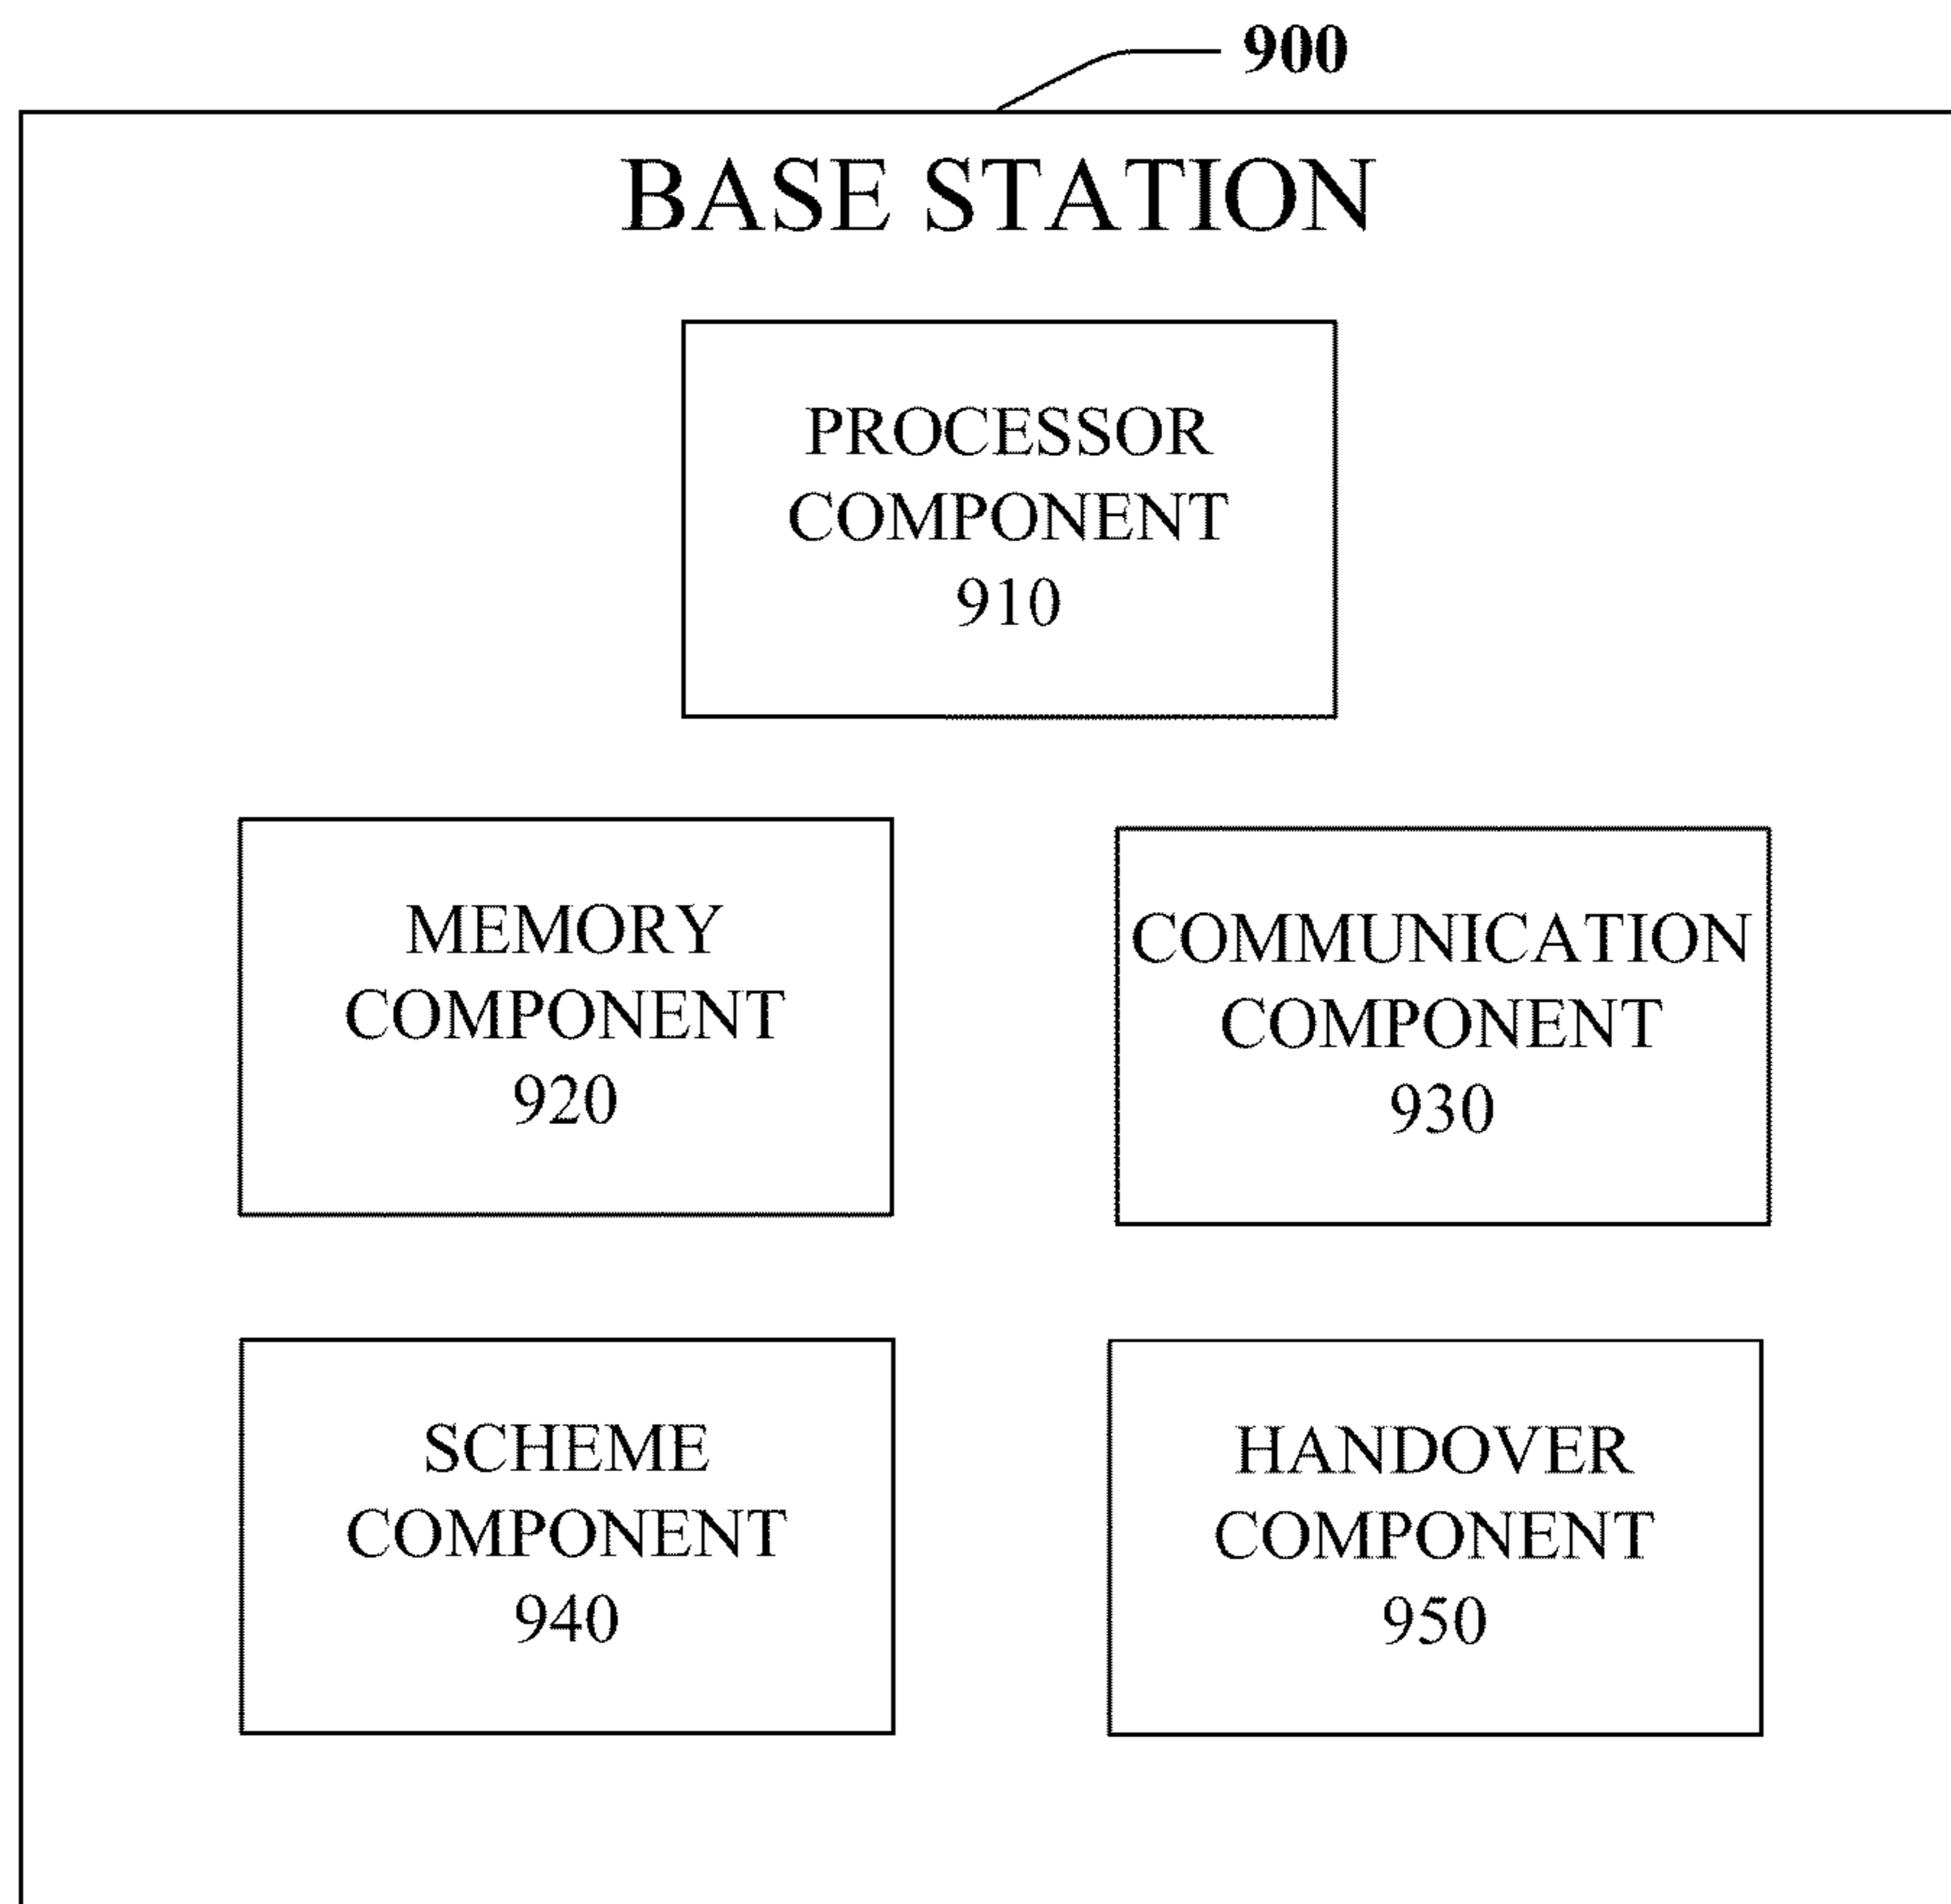 900
BASE STATION
PROCESSOR
COMPONENT
910
MEMORY
COMPONENT
920
COMMUNICATION
COMPONENT
930
SCHEME
COMPONENT
940
HANDOVER
COMPONENT
950